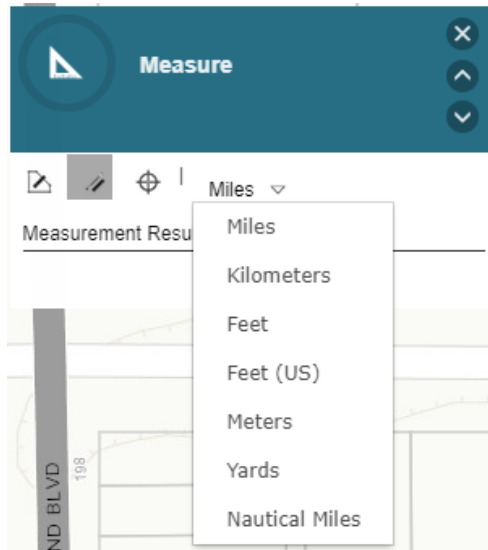 Measure
Miles
Measurement Resu
Miles
Kilometers
Feet
Feet (US)
Meters
Yards
Nautical Miles
198
ND BLVD